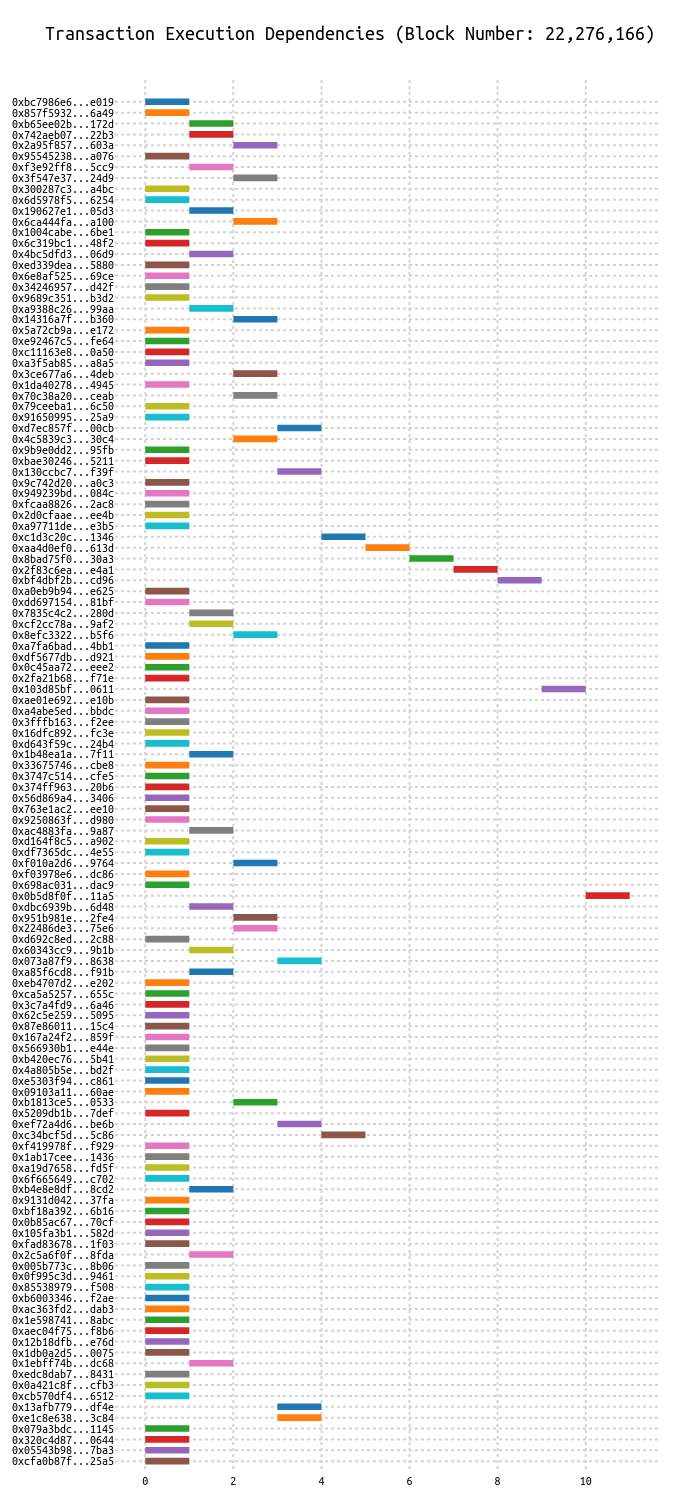 Transaction Execution Dependencies (Block Number: 22,276,166)
0xbc7986e6...e019
0x857f5932...6a49
0xb65ee02b...172d
0x742aeb07...22b3
0x2a95f857...603a
0x95545238...a076
0xf3e92ff8...5cc9
0x3f547e37...24d9
0x300287c3...a4bc
0x6d5978f5...6254
0x190627e1...05d3
0x6ca444fa...a100
0x1004cabe...6be1
0x6c319bc1...48f2
0x4bc5dfd3...06d9
0xed339dea...5880
0x6e8af525...69ce
0x34246957...d42f
0x9689c351...b3d2
0xa9388c26...99aa
0x14316a7f...b360
0x5a72cb9a...e172
0xe92467c5...fe64
0xc11163e8...0a50
0xa3f5ab85...a8a5
0x3ce677a6...4deb
0x1da40278...4945
0x70c38a20...ceab
0x79ceeba1...6c50
0x91650995...25a9
0xd7ec857f...00cb
0x4c5839c3...30c4
0x9b9e0dd2...95fb
0xbae30246...5211
0x130ccbc7...f39f
0x9c742d20...a0c3
0x949239bd...084c
0xfcaa8826...2ac8
0x2d0cfaae...ee4b
0xa97711de...e3b5
0xc1d3c20c...1346
0xaa4d0ef0...613d
0x8bad75f0...30a3
0x2f83c6ea...e4a1
0xbf4dbf2b...cd96
0xa0eb9b94...e625
0xdd697154...81bf
0x7835c4c2...280d
0xcf2cc78a...9af2
0x8efc3322...b5f6
0xa7fa6bad...4bb1
0xdf5677db...d921
0x0c45aa72...eee2
0x2fa21b68...f71e
0x103d85bf...0611
0xae01e692...e10b
0xa4abe5ed...bbdc
0x3fffb163...f2ee
0x16dfc892...fc3e
0xd643f59c...24b4
0x1b48ea1a...7f11
0x33675746...cbe8
0x3747c514...cfe5
0x374ff963...20b6
0x56d869a4...3406
0x763e1ac2...ee10
0x9250863f...d980
0xac4883fa...9a87
0xd164f8c5...a902
0xdf7365dc...4e55
0xf010a2d6...9764
0xf03978e6...dc86
0x698ac031...dac9
0x0b5d8f0f...11a5
0xdbc6939b...6d48
0x951b981e...2fe4
0x22486de3...75e6
0xd692c8ed...2c88
0x60343cc9...9b1b
0x073a87f9...8638
0xa85f6cd8...f91b
0xeb4707d2...e202
0xca5a5257...655c
0x3c7a4fd9...6a46
0x62c5e259...5095
0x87e86011...15c4
0x167a24f2...859f
0x566930b1...e44e
0xb420ec76...5b41
0x4a805b5e...bd2f
0xe5303f94...c861
0x09103a11...60ae
0xb1813ce5...0533
0x5209db1b...7def
0xef72a4d6...be6b
0xc34bcf5d...5c86
0xf419978f...f929
0x1ab17cee...1436
0xa19d7658...fd5f
0x6f665649...c702
0xb4e8e8df...8cd2
0x9131d042...37fa
0xbf18a392...6b16
0x0b85ac67...70cf
0x105fa3b1...582d
0xfad83678...1f03
0x2c5a6f0f...8fda
0x005b773c...8b06
0x0f995c3d...9461
0x85538979...f508
0xb6003346...f2ae
0xac363fd2...dab3
0x1e598741...8abc
0xaec04f75...f8b6
0x12b18dfb...e76d
0x1db0a2d5...0075
0x1ebff74b...dc68
0xedc8dab7...8431
0x0a421c8f...cfb3
0xcb570df4...6512
0x13afb779...df4e
0xe1c8e638...3c84
0x079a3bdc...1145
0x320c4d87...0644
0x05543b98...7ba3
0xcfa0b87f...25a5
0 2 4 6 8 10